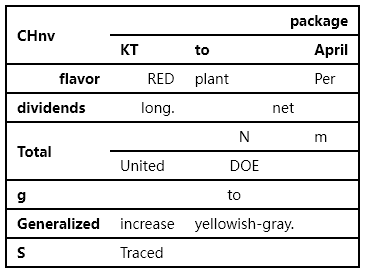 CHnv package
KT to April
flavor RED plant Per
dividends long. net
Total N m
United DOE
g to
Generalized increase yellowish-gray.
S Traced